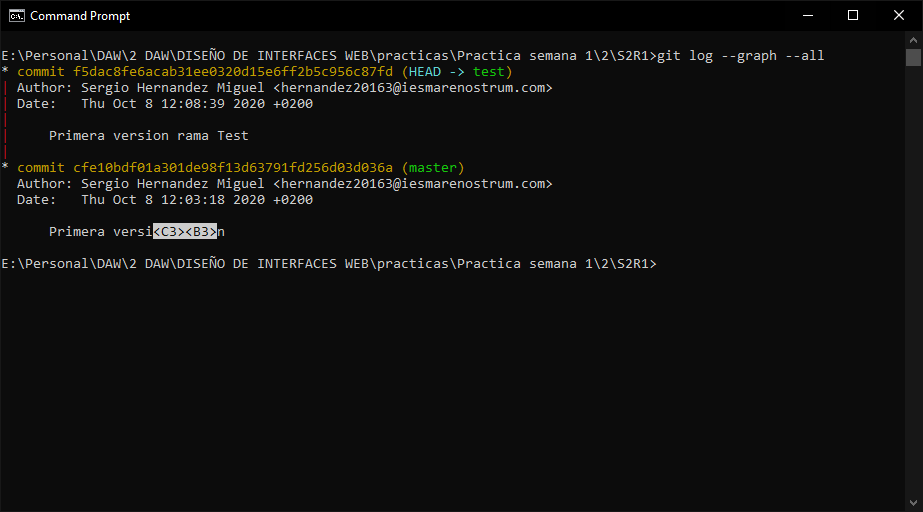 Command Prompt
E:\Personal\DAW\2 DAW\DISEÑO DE INTERFACES WEB\practicas\Practica semana 1\2\S2R1>git log --graph --all
* commit f5dac8fe6acab31ee0320d15e6ff2b5c956c87fd (HEAD -> test)
| Author: Sergio Hernandez Miguel <hernandez20163@iesmarenostrum.com>
| Date:   Thu Oct 8 12:08:39 2020 +0200
|
|     Primera version rama Test
|
* commit cfe10bdf01a301de98f13d63791fd256d03d036a (master)
  Author: Sergio Hernandez Miguel <hernandez20163@iesmarenostrum.com>
  Date:   Thu Oct 8 12:03:18 2020 +0200
      Primera versi<C3><B3>n
E:\Personal\DAW\2 DAW\DISEÑO DE INTERFACES WEB\practicas\Practica semana 1\2\S2R1>